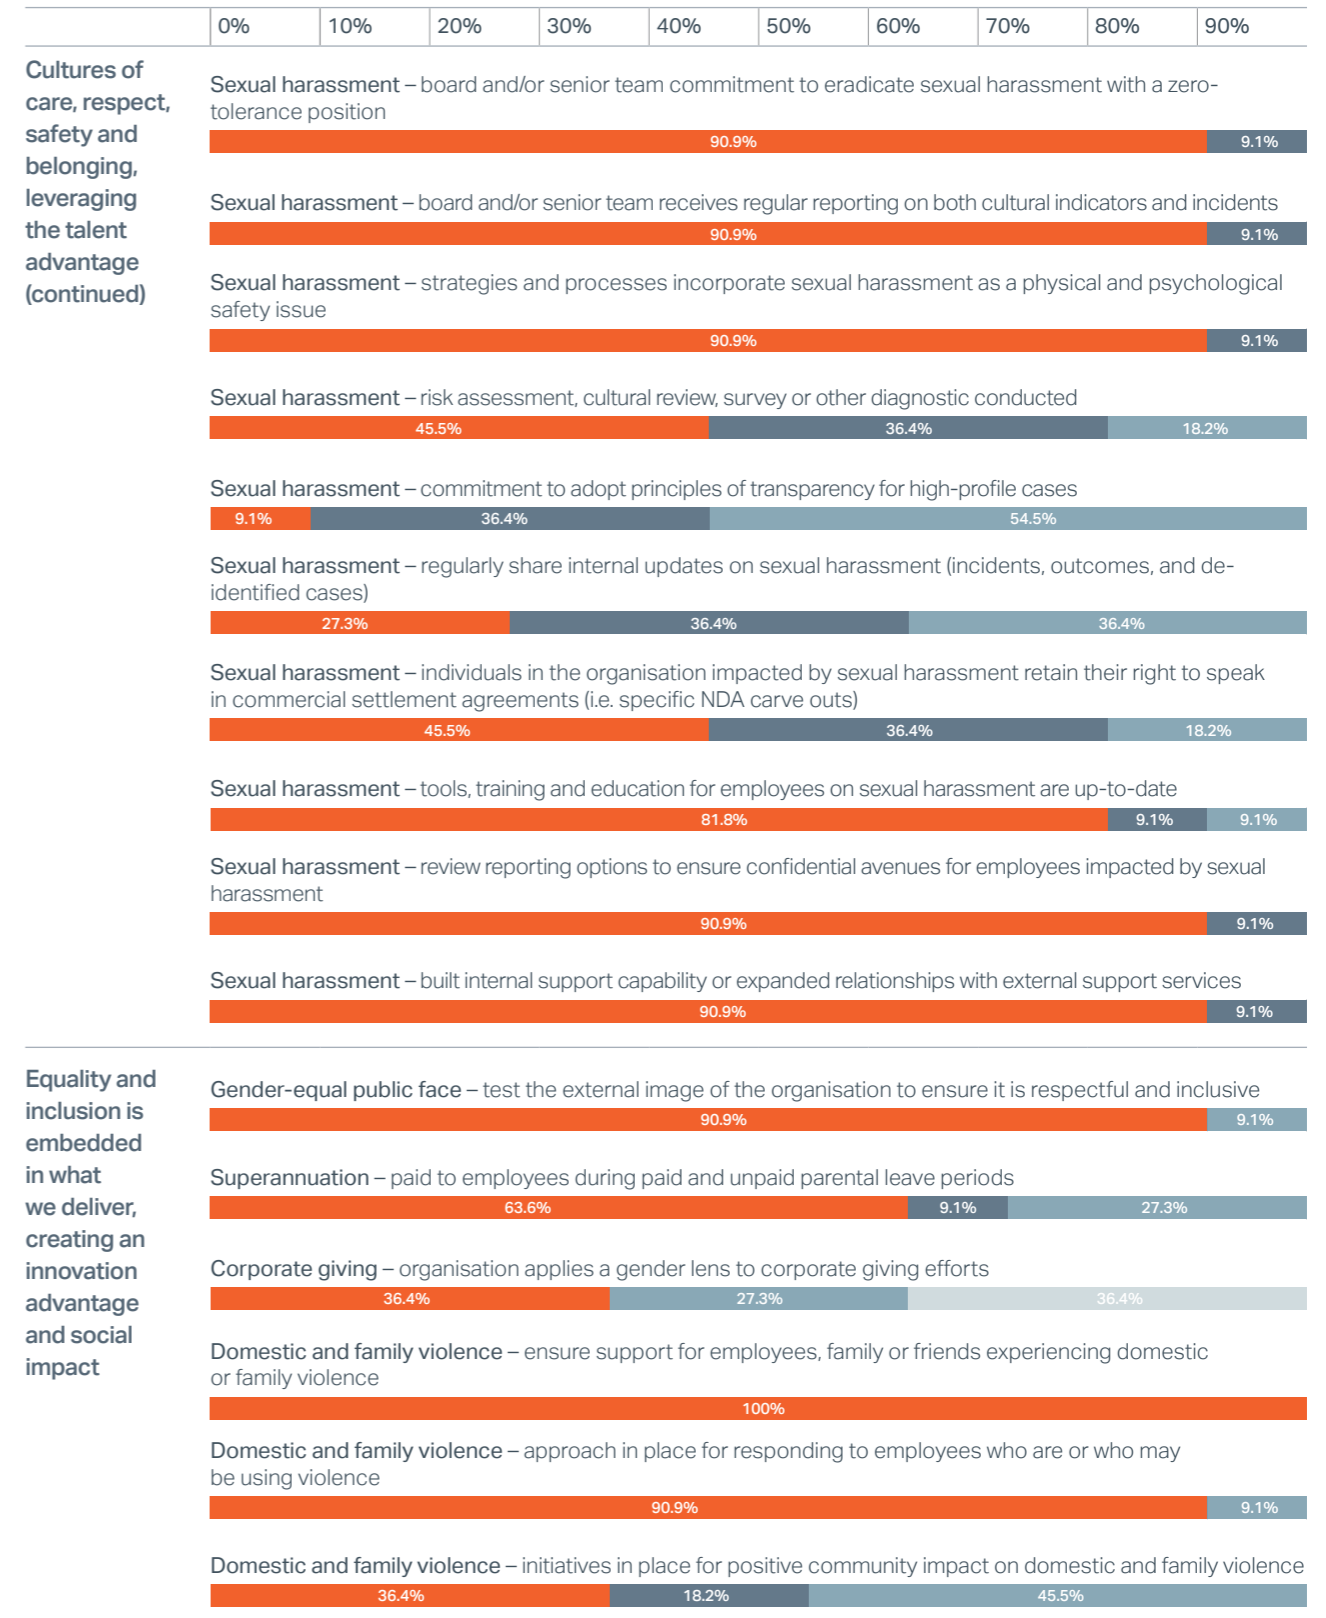 0% 10% 20% 30% 40% 50% 60% 70% 80% 90%
Cultures of
care, respect,
safety and
belonging,
leveraging
the talent
advantage
(continued)
Sexual harassment – board and/or senior team commitment to eradicate sexual harassment with a zero-
tolerance position
90.9% 9.1%
Sexual harassment – board and/or senior team receives regular reporting on both cultural indicators and incidents
90.9% 9.1%
Sexual harassment – strategies and processes incorporate sexual harassment as a physical and psychological
safety issue
90.9% 9.1%
Sexual harassment – risk assessment, cultural review, survey or other diagnostic conducted
45.5% 36.4% 18.2%
Sexual harassment – commitment to adopt principles of transparency for high-profile cases
9.1% 36.4% 54.5%
Sexual harassment – regularly share internal updates on sexual harassment (incidents, outcomes, and de-
identified cases)
27.3% 36.4% 36.4%
Sexual harassment – individuals in the organisation impacted by sexual harassment retain their right to speak
in commercial settlement agreements (i.e. specific NDA carve outs)
45.5% 36.4% 18.2%
Sexual harassment – tools, training and education for employees on sexual harassment are up-to-date
81.8% 9.1% 9.1%
Sexual harassment – review reporting options to ensure confidential avenues for employees impacted by sexual
harassment
90.9% 9.1%
Sexual harassment – built internal support capability or expanded relationships with external support services
90.9% 9.1%
Equality and
inclusion is
embedded
in what
we deliver,
creating an
innovation
advantage
and social
impact
Gender-equal public face – test the external image of the organisation to ensure it is respectful and inclusive
90.9% 9.1%
Superannuation – paid to employees during paid and unpaid parental leave periods
63.6% 9.1% 27.3%
Corporate giving – organisation applies a gender lens to corporate giving efforts
36.4% 27.3% 36.4%
Domestic and family violence – ensure support for employees, family or friends experiencing domestic
or family violence
100%
Domestic and family violence – approach in place for responding to employees who are or who may
be using violence
90.9% 9.1%
Domestic and family violence – initiatives in place for positive community impact on domestic and family violence
36.4% 18.2% 45.5%